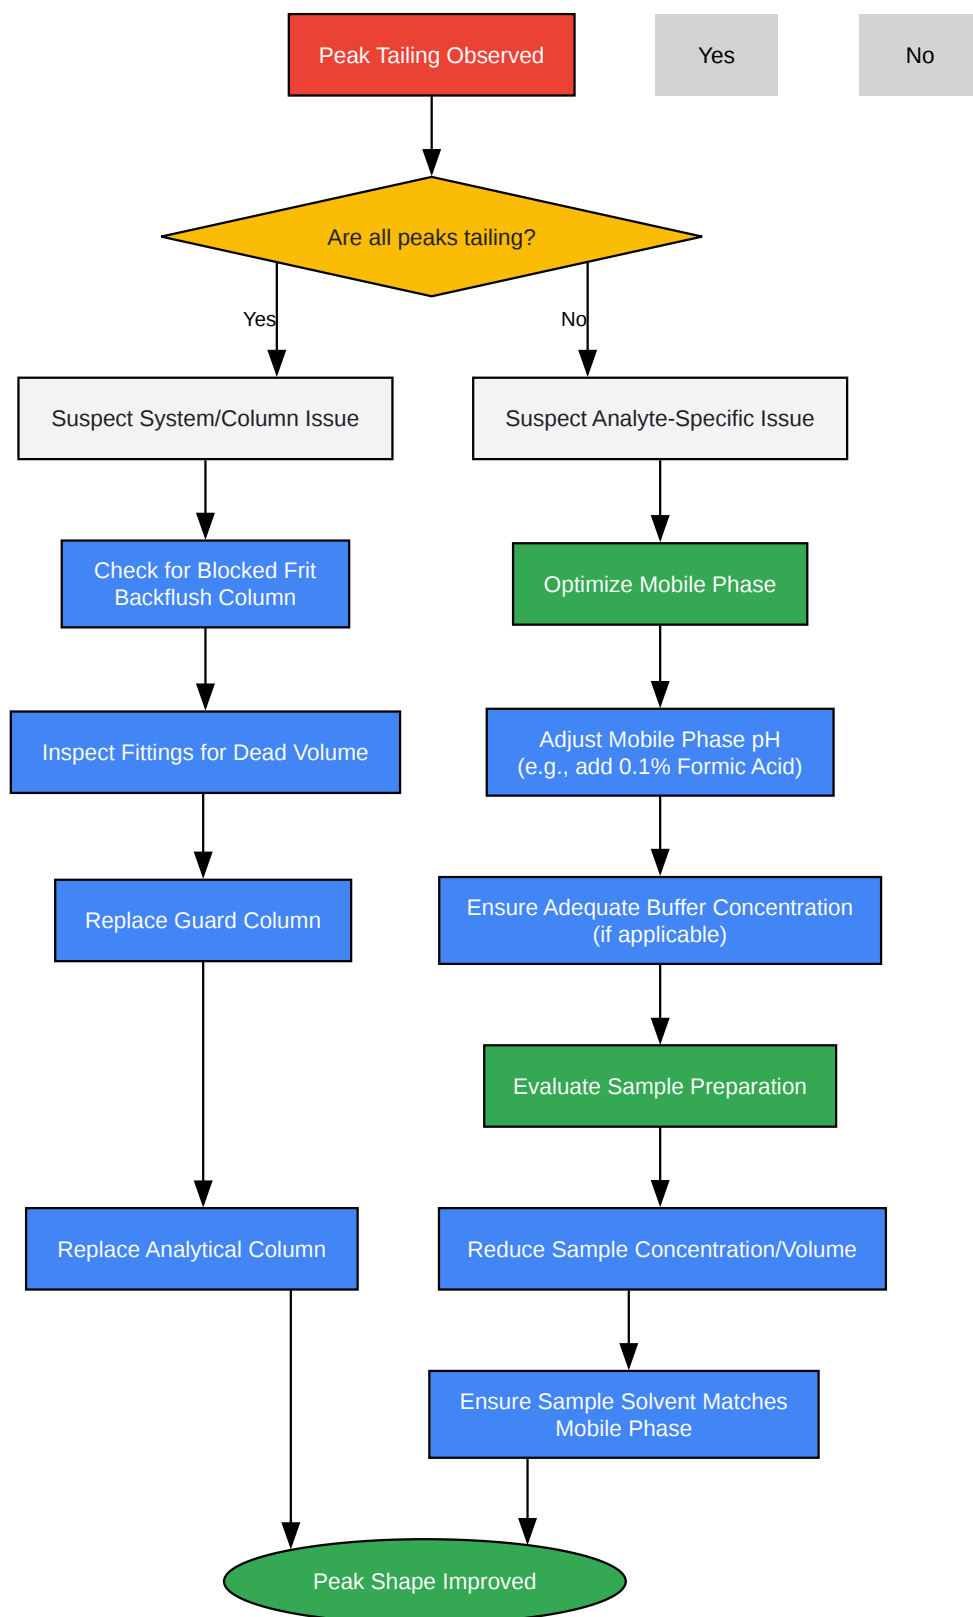 Peak Tailing Observed
Yes
No
Are all peaks tailing?
Yes
No
Suspect System/Column Issue
Suspect Analyte-Specific Issue
Check for Blocked Frit
Backflush Column
Optimize Mobile Phase
Inspect Fittings for Dead Volume
Adjust Mobile Phase pH
(e.g., add 0.1% Formic Acid)
Replace Guard Column
Ensure Adequate Buffer Concentration
(if applicable)
Evaluate Sample Preparation
Replace Analytical Column
Reduce Sample Concentration/Volume
Ensure Sample Solvent Matches
Mobile Phase
Peak Shape Improved